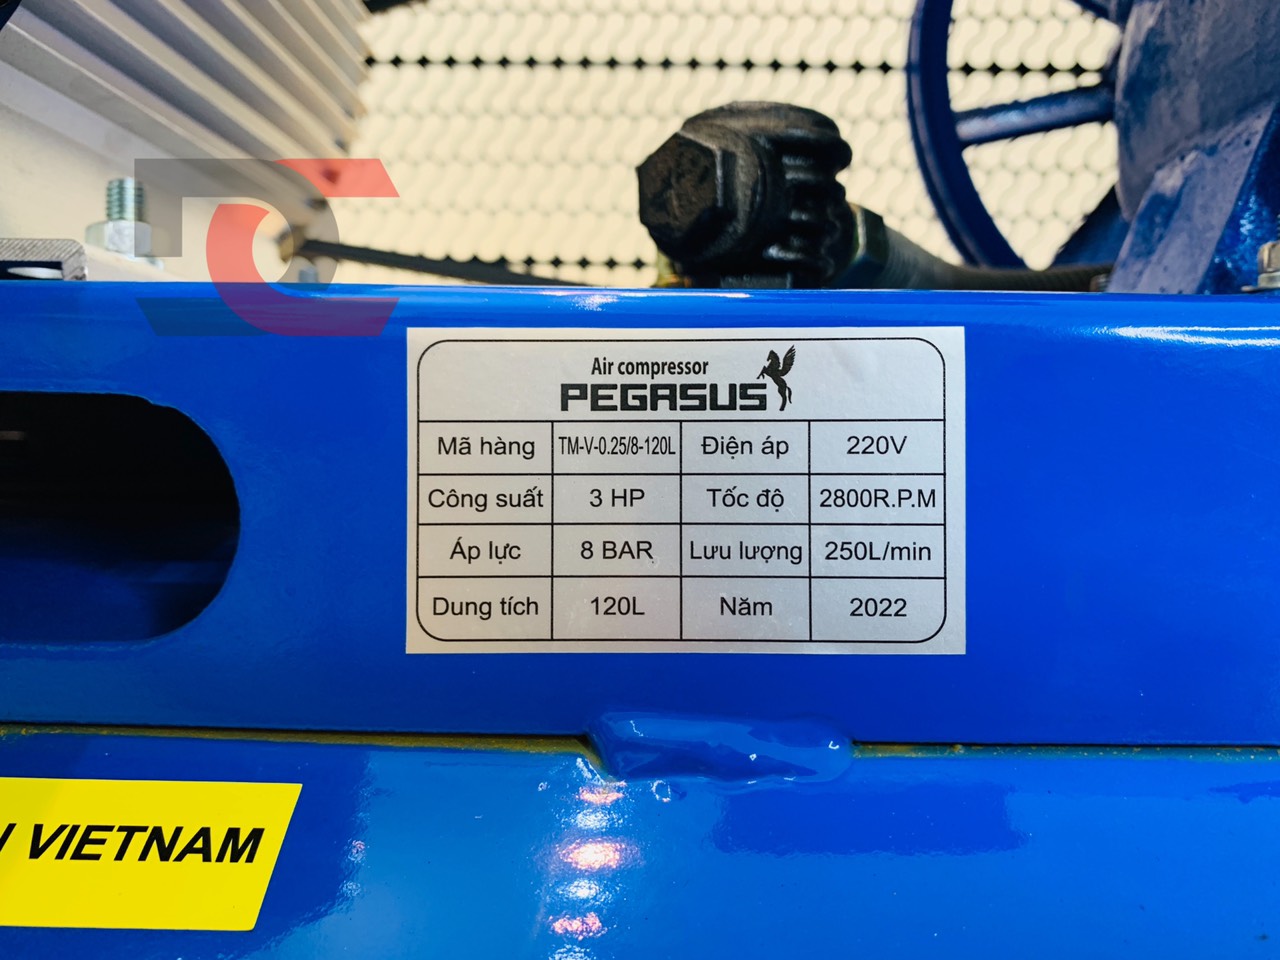 Air compressor
PEGASUS
Mã hàng TM-V-0.25/8-120L Điện áp 220V
Công suất 3 HP Tốc độ 2800R.P.M
Áp lực 8 BAR Lưu lượng 250L/min
Dung tích 120L Năm 2022
VIETNAM